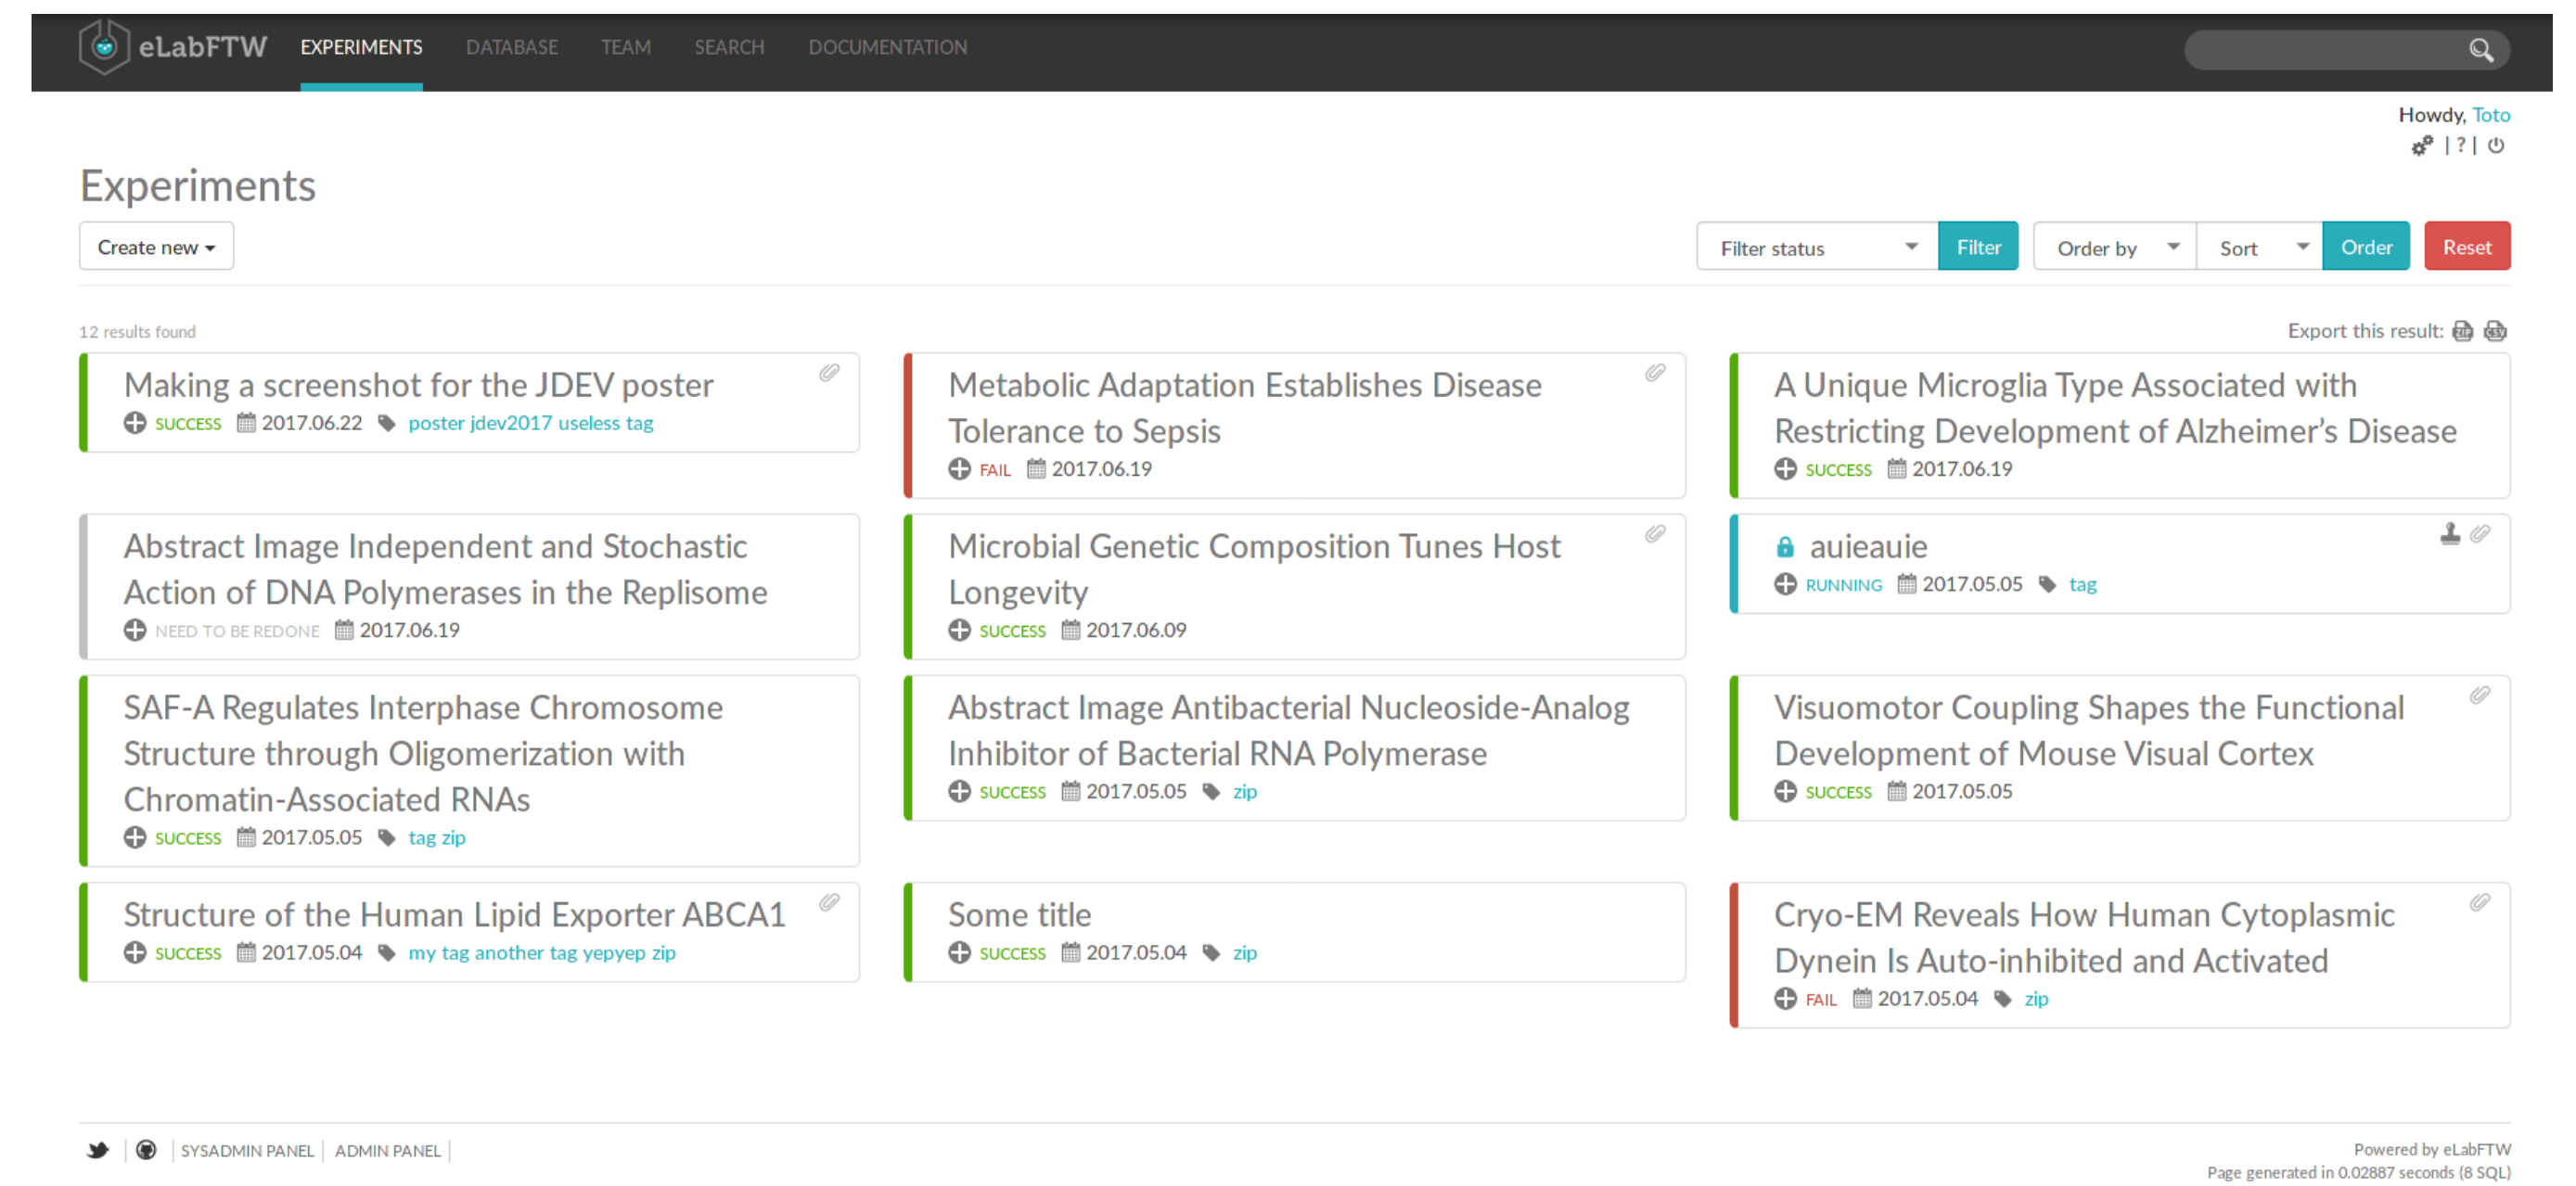 eLabFTW EXPERIMENTS DATABASE TEAM SEARCH DOCUMENTATION
Howdy, Toto
| ? |
Experiments
Create new
Filter status Filter Order by Sort Order Reset
12 results found
Export this result: ZIP CSV
Making a screenshot for the JDEV poster
SUCCESS 2017.06.22 poster jdev2017 useless tag
Metabolic Adaptation Establishes Disease
Tolerance to Sepsis
FAIL 2017.06.19
A Unique Microglia Type Associated with
Restricting Development of Alzheimer’s Disease
SUCCESS 2017.06.19
Abstract Image Independent and Stochastic
Action of DNA Polymerases in the Replisome
NEED TO BE REDONE 2017.06.19
Microbial Genetic Composition Tunes Host
Longevity
SUCCESS 2017.06.09
auieauie
RUNNING 2017.05.05 tag
SAF-A Regulates Interphase Chromosome
Structure through Oligomerization with
Chromatin-Associated RNAs
SUCCESS 2017.05.05 tag zip
Abstract Image Antibacterial Nucleoside-Analog
Inhibitor of Bacterial RNA Polymerase
SUCCESS 2017.05.05 zip
Visuomotor Coupling Shapes the Functional
Development of Mouse Visual Cortex
SUCCESS 2017.05.05
Structure of the Human Lipid Exporter ABCA1
SUCCESS 2017.05.04 my tag another tag yepyep zip
Some title
SUCCESS 2017.05.04 zip
Cryo-EM Reveals How Human Cytoplasmic
Dynein Is Auto-inhibited and Activated
FAIL 2017.05.04 zip
SYSADMIN PANEL | ADMIN PANEL |
Powered by eLabFTW
Page generated in 0.02887 seconds (8 SQL)